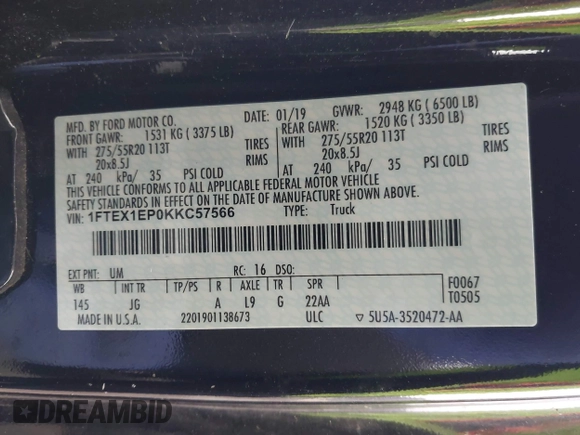 MFD. BY FORD MOTOR CO. DATE: 01/19 GVWR: 2948 KG ( 6500 LB)
FRONT GAWR: 1531 KG ( 3375 LB) REAR GAWR: 1520 KG ( 3350 LB)
WITH 275/55R20 113T TIRES WITH 275/55R20 113T TIRES
20x8.5J RIMS 20x8.5J RIMS
AT 240 kPa/ 35 PSI COLD AT 240 kPa/ 35 PSI COLD
THIS VEHICLE CONFORMS TO ALL APPLICABLE FEDERAL MOTOR VEHICLE
SAFETY STANDARDS IN EFFECT ON THE DATE OF MANUFACTURE SHOWN ABOVE.
VIN: 1FTEX1EP0KKC57566 TYPE: Truck
EXT PNT: UM RC: 16 DSO:
WB INT TR TP/PS R AXLE TR SPR F0067
145 JG A L9 G 22AA T0505
MADE IN U.S.A. 2201901138673 ULC ▽ 5U5A-3520472-AA
DREAMBID